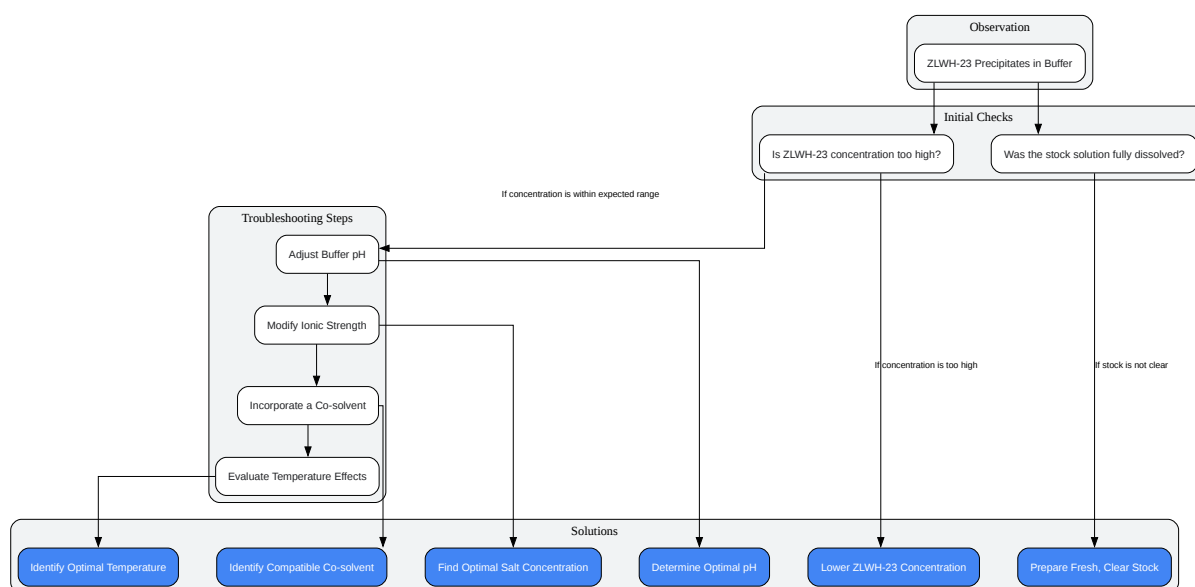 Observation
ZLWH-23 Precipitates in Buffer
Initial Checks
Is ZLWH-23 concentration too high?
Was the stock solution fully dissolved?
If concentration is within expected range
Troubleshooting Steps
Adjust Buffer pH
Modify Ionic Strength
If concentration is too high
If stock is not clear
Incorporate a Co-solvent
Evaluate Temperature Effects
Solutions
Identify Optimal Temperature
Identify Compatible Co-solvent
Find Optimal Salt Concentration
Determine Optimal pH
Lower ZLWH-23 Concentration
Prepare Fresh, Clear Stock